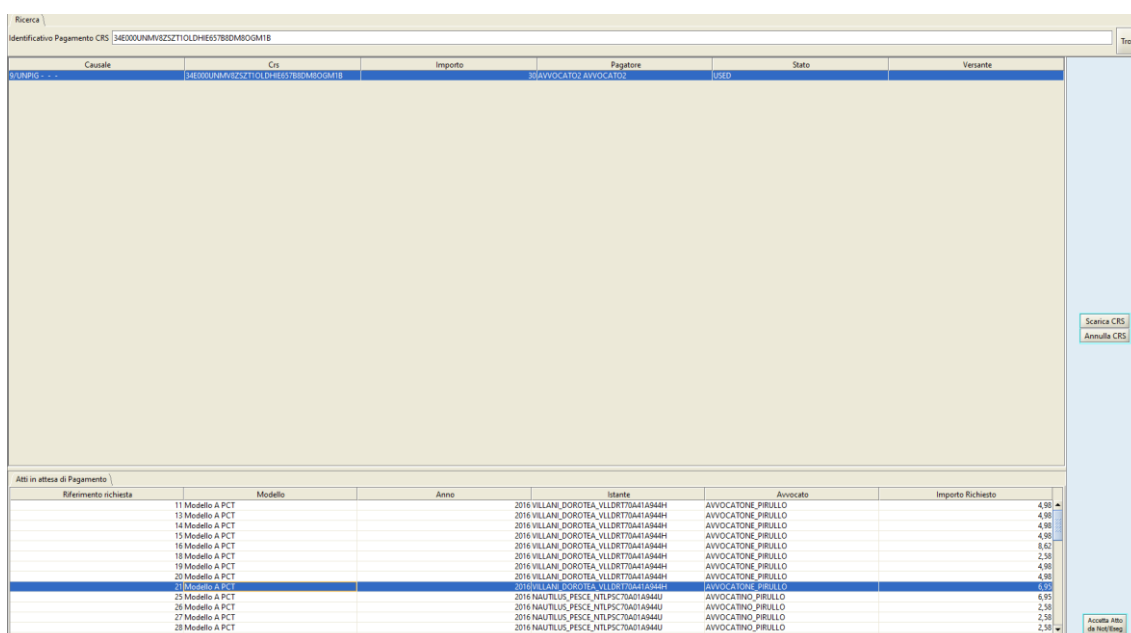 Ricerca
Identificativo Pagamento CRS 34E000UNMV8ZSZT1OLDHIE657B8DM8OGM1B Tro
Causale Crs Importo Pagatore Stato Versante
9/UNPIG - - - 34E000UNMV8ZSZT1OLDHIE657B8DM8OGM1B 30 AVVOCATO2 AVVOCATO2 USED
Scarica CRS
Annulla CRS
Atti in attesa di Pagamento
Riferimento richiesta Modello Anno Istante Avvocato Importo Richiesto
11 Modello A PCT 2016 VILLANI_DOROTEA_VLLDRT70A41A944H AVVOCATONE_PIRULLO 4,98
13 Modello A PCT 2016 VILLANI_DOROTEA_VLLDRT70A41A944H AVVOCATONE_PIRULLO 4,98
14 Modello A PCT 2016 VILLANI_DOROTEA_VLLDRT70A41A944H AVVOCATONE_PIRULLO 4,98
15 Modello A PCT 2016 VILLANI_DOROTEA_VLLDRT70A41A944H AVVOCATONE_PIRULLO 4,98
16 Modello A PCT 2016 VILLANI_DOROTEA_VLLDRT70A41A944H AVVOCATONE_PIRULLO 8,62
18 Modello A PCT 2016 VILLANI_DOROTEA_VLLDRT70A41A944H AVVOCATONE_PIRULLO 2,58
19 Modello A PCT 2016 VILLANI_DOROTEA_VLLDRT70A41A944H AVVOCATONE_PIRULLO 4,98
20 Modello A PCT 2016 VILLANI_DOROTEA_VLLDRT70A41A944H AVVOCATONE_PIRULLO 4,98
21 Modello A PCT 2016 VILLANI_DOROTEA_VLLDRT70A41A944H AVVOCATONE_PIRULLO 6,95
25 Modello A PCT 2016 NAUTILUS_PESCE_NTLPSC70A01A944U AVVOCATINO_PIRULLO 6,95
26 Modello A PCT 2016 NAUTILUS_PESCE_NTLPSC70A01A944U AVVOCATINO_PIRULLO 2,58
27 Modello A PCT 2016 NAUTILUS_PESCE_NTLPSC70A01A944U AVVOCATINO_PIRULLO 2,58
28 Modello A PCT 2016 NAUTILUS_PESCE_NTLPSC70A01A944U AVVOCATINO_PIRULLO 2,58
Accetta Atto
da Not/Eseg